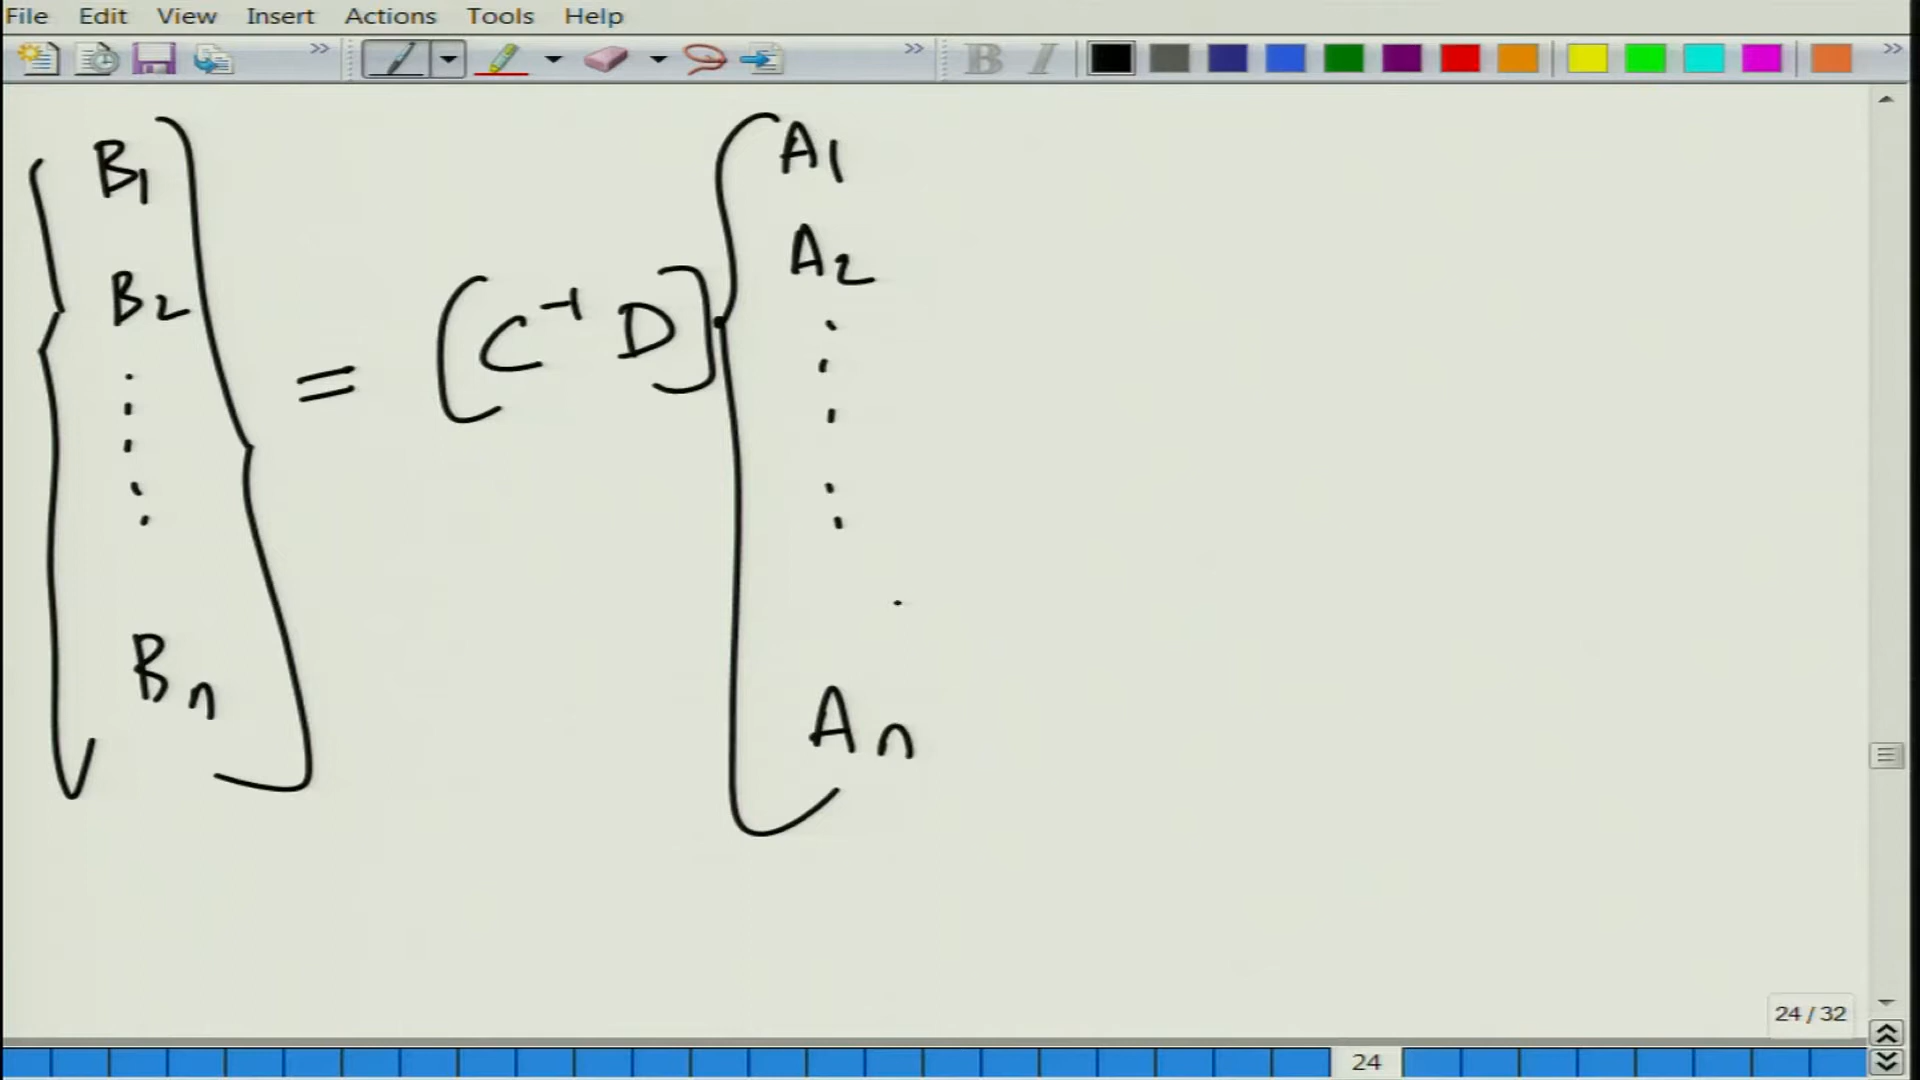 File Edit View Insert Actions Tools Help
B I
B1 A1
B2 = [C⁻¹ D] A2
Bn An
24 / 32
24